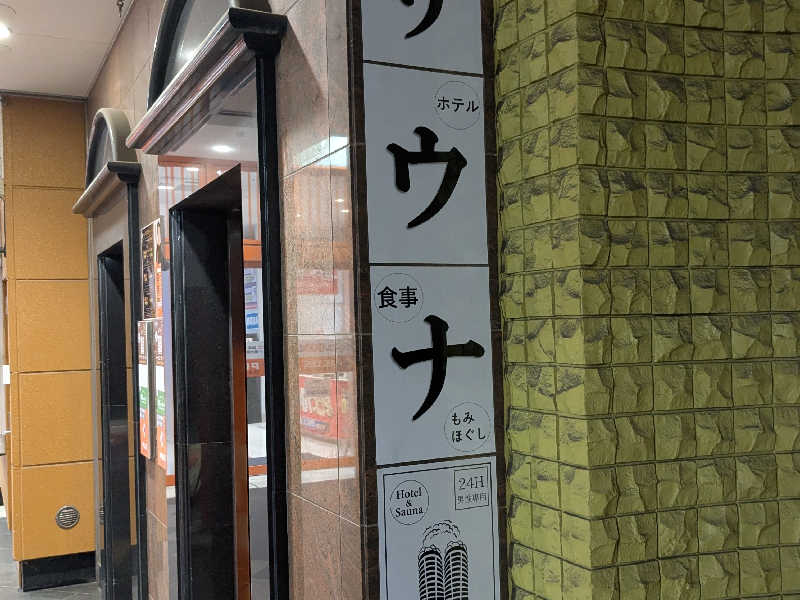 ホテル
ウ
食事
ナ
もみ
ほぐし
Hotel
&
Sauna
24H
男性専用